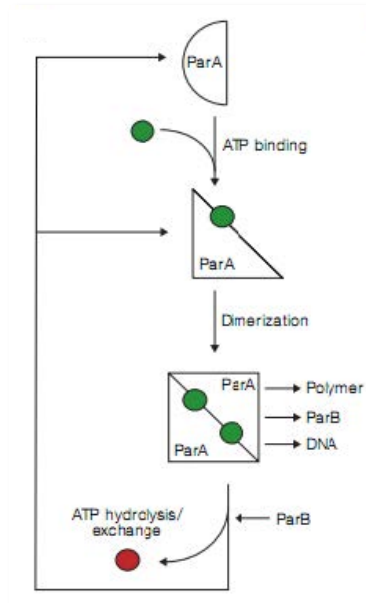 ParA
ATP binding
ParA
Dimerization
ParA
Polymer
ParB
ParA
DNA
ATP hydrolysis/
exchange
ParB